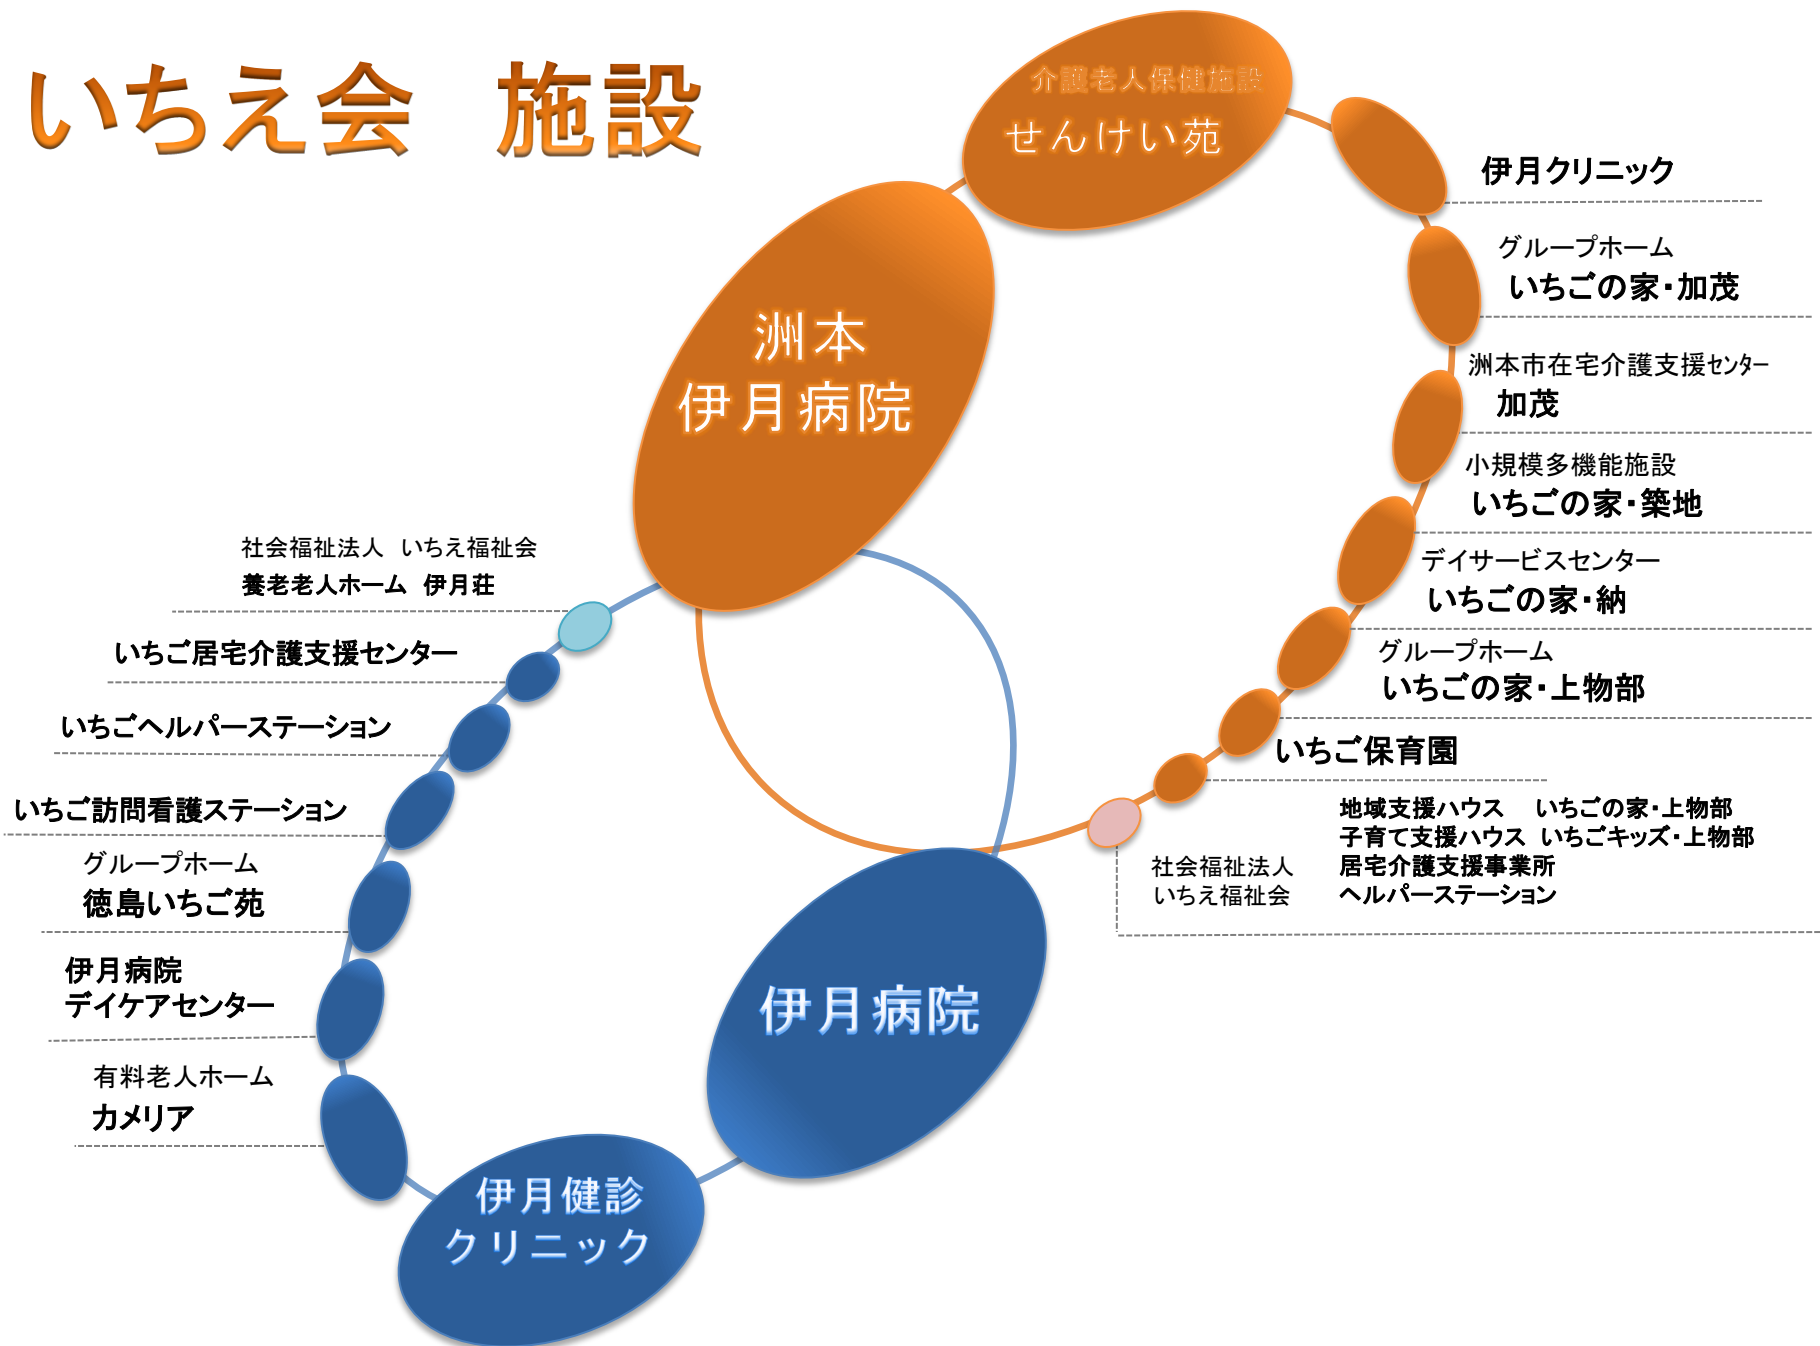 いちえ会　施設
介護老人保健施設
せんけい苑
洲本
伊月病院
伊月クリニック
グループホーム
いちごの家・加茂
洲本市在宅介護支援センター
加茂
小規模多機能施設
いちごの家・築地
デイサービスセンター
いちごの家・納
グループホーム
いちごの家・上物部
いちご保育園
社会福祉法人
いちえ福祉会
地域支援ハウス　いちごの家・上物部
子育て支援ハウス　いちごキッズ・上物部
居宅介護支援事業所
ヘルパーステーション
社会福祉法人　いちえ福祉会
養老老人ホーム　伊月荘
いちご居宅介護支援センター
いちごヘルパーステーション
いちご訪問看護ステーション
グループホーム
徳島いちご苑
伊月病院
デイケアセンター
有料老人ホーム
カメリア
伊月病院
伊月健診
クリニック